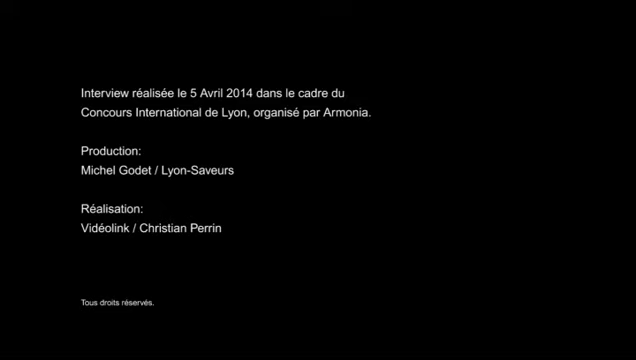 Interview réalisée le 5 Avril 2014 dans le cadre du
Concours International de Lyon, organisé par Armonia.
Production:
Michel Godet / Lyon-Saveurs
Réalisation:
Vidéolink / Christian Perrin
Tous droits réservés.